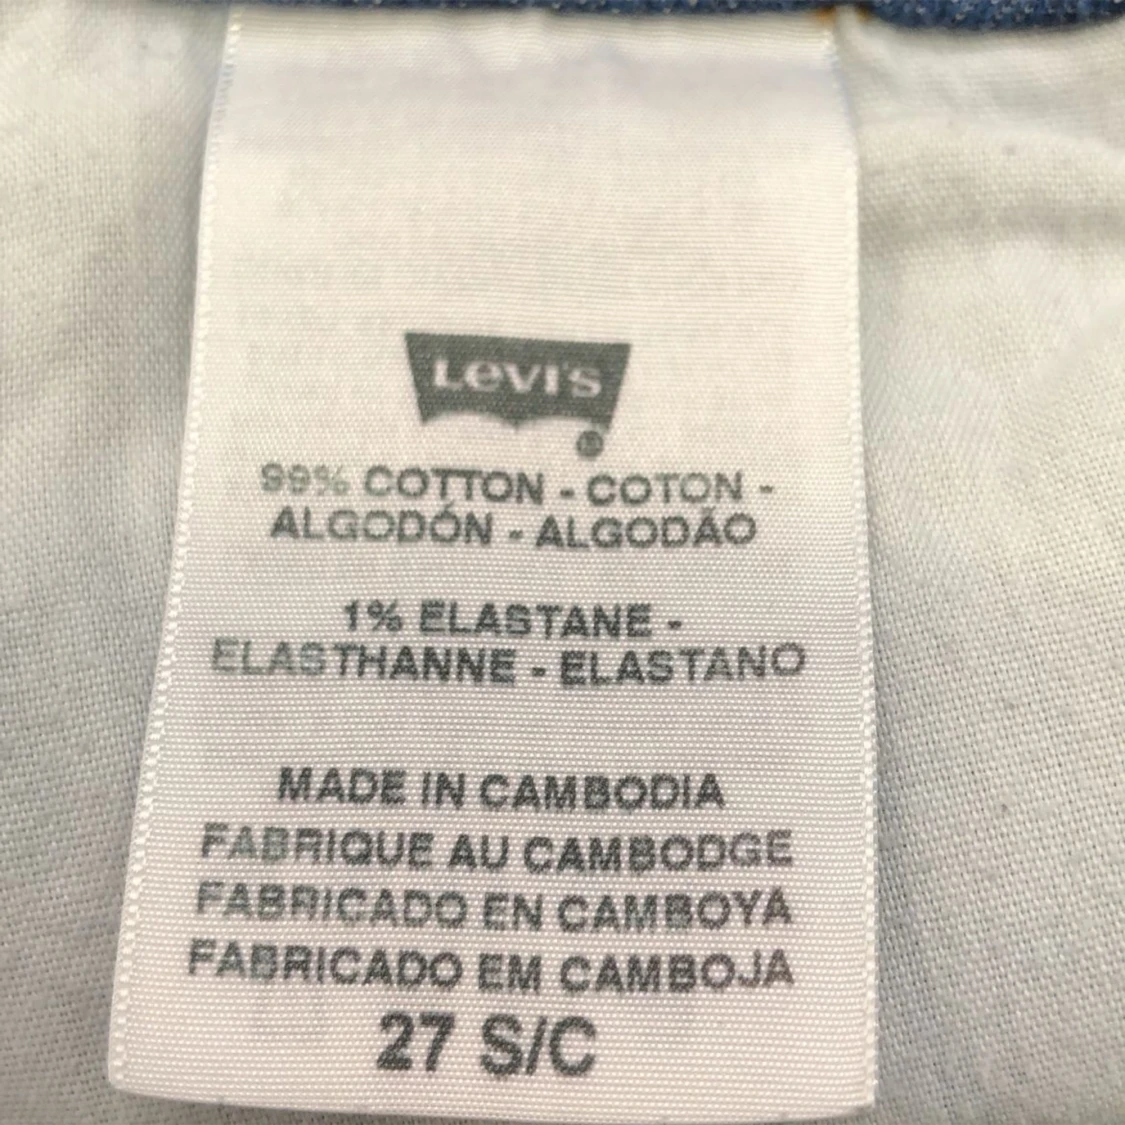 Levi's
99% COTTON - COTON -
ALGODÓN - ALGODÃO
1% ELASTANE -
ELASTHANNE - ELASTANO
MADE IN CAMBODIA
FABRIQUE AU CAMBODGE
FABRICADO EN CAMBOYA
FABRICADO EM CAMBOJA
27 S/C